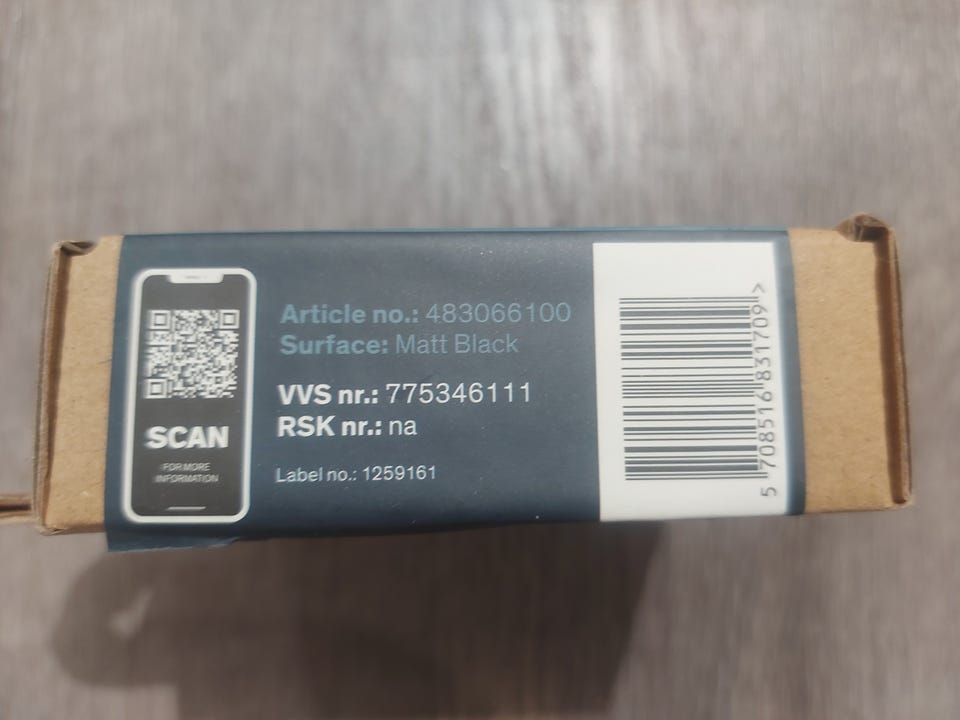 Article no.: 483066100
Surface: Matt Black
VVS nr.: 775346111
RSK nr.: na
Label no.: 1259161
SCAN
FOR MORE
INFORMATION
5 708516 831709 >